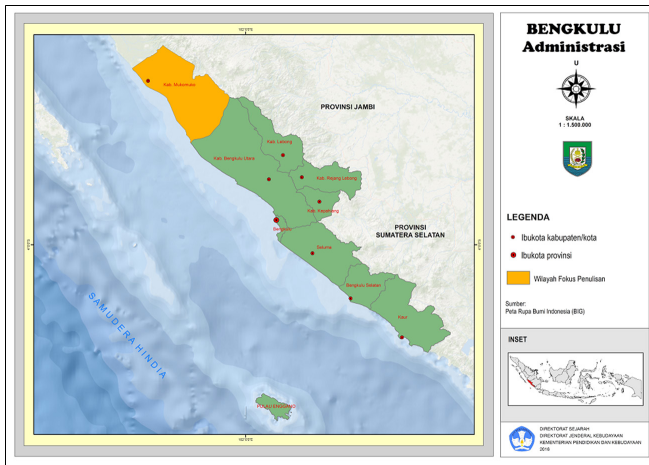 BENGKULU
Administrasi
U
SKALA
1 : 1.500.000
LEGENDA
Ibukota kabupaten/kota
Ibukota provinsi
Wilayah Fokus Penulisan
Sumber:
Peta Rupa Bumi Indonesia (BIG)
INSET
DIREKTORAT SEJARAH
DIREKTORAT JENDERAL KEBUDAYAAN
KEMENTERIAN PENDIDIKAN DAN KEBUDAYAAN
2018
Kab. Mukomuko
PROVINSI JAMBI
Kab. Lebong
Kab. Bengkulu Utara
Kab. Rejang Lebong
Kab. Kepahiang
Bengkulu
PROVINSI
SUMATERA SELATAN
Seluma
Bengkulu Selatan
Kaur
SAMUDERA HINDIA
PULAU ENGGANO